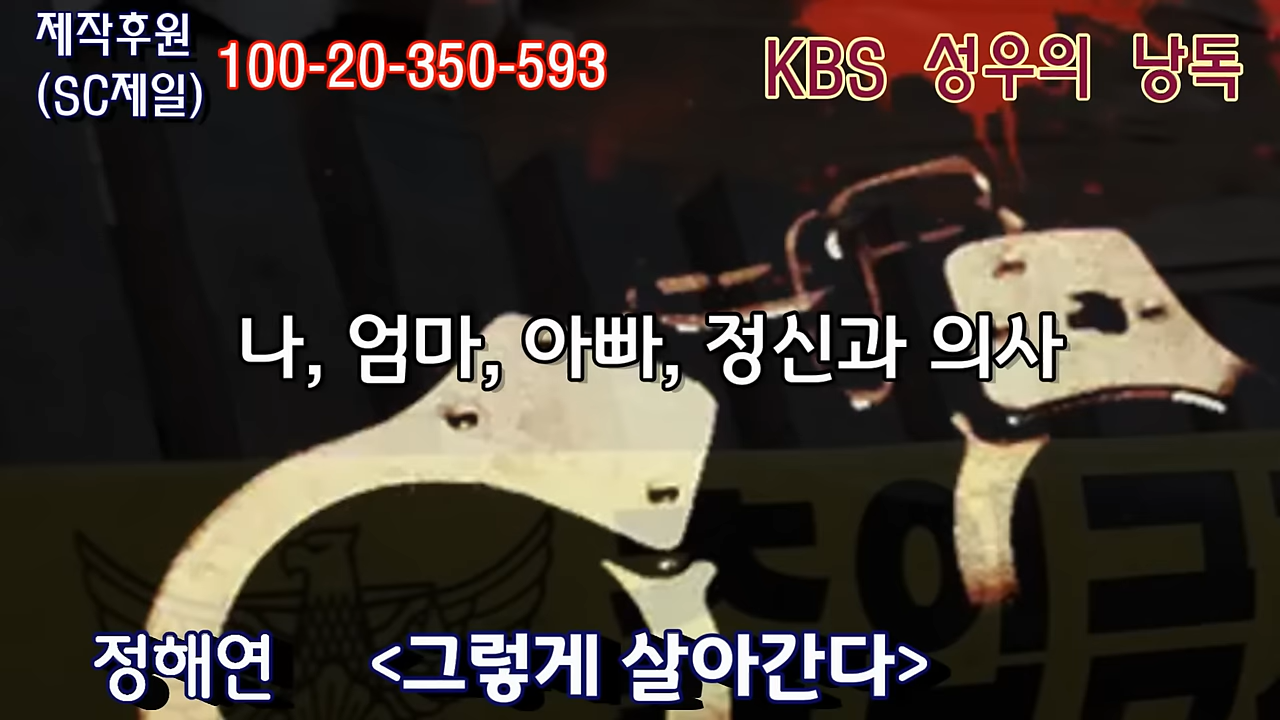 제작후원
(SC제일)
100-20-350-593
KBS 성우의 낭독
나, 엄마, 아빠, 정신과 의사
정해연 <그렇게 살아간다>